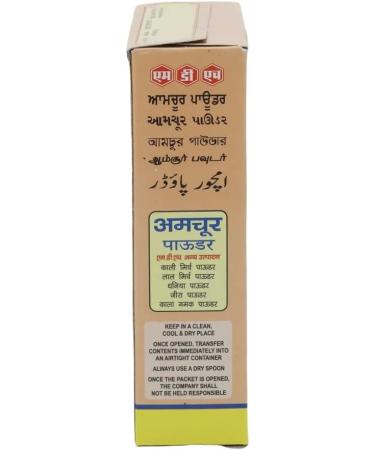 एम डी एच
ਆਮਚੂਰ ਪਾਊਡਰ
આમચૂર પાઊડર
আমচুর পাউডার
ஆம்சூர் பவுடர்
امچور پاؤڈر
अमचूर
पाऊडर
एम.डी.एच. अन्य उत्पादन
काली मिर्च पाऊडर
लाल मिर्च पाऊडर
धनिया पाऊडर
जीरा पाऊडर
काला नमक पाऊडर
KEEP IN A CLEAN,
COOL & DRY PLACE
ONCE OPENED, TRANSFER
CONTENTS IMMEDIATELY INTO
AN AIRTIGHT CONTAINER
ALWAYS USE A DRY SPOON
ONCE THE PACKET IS OPENED,
THE COMPANY SHALL
NOT BE HELD RESPONSIBLE